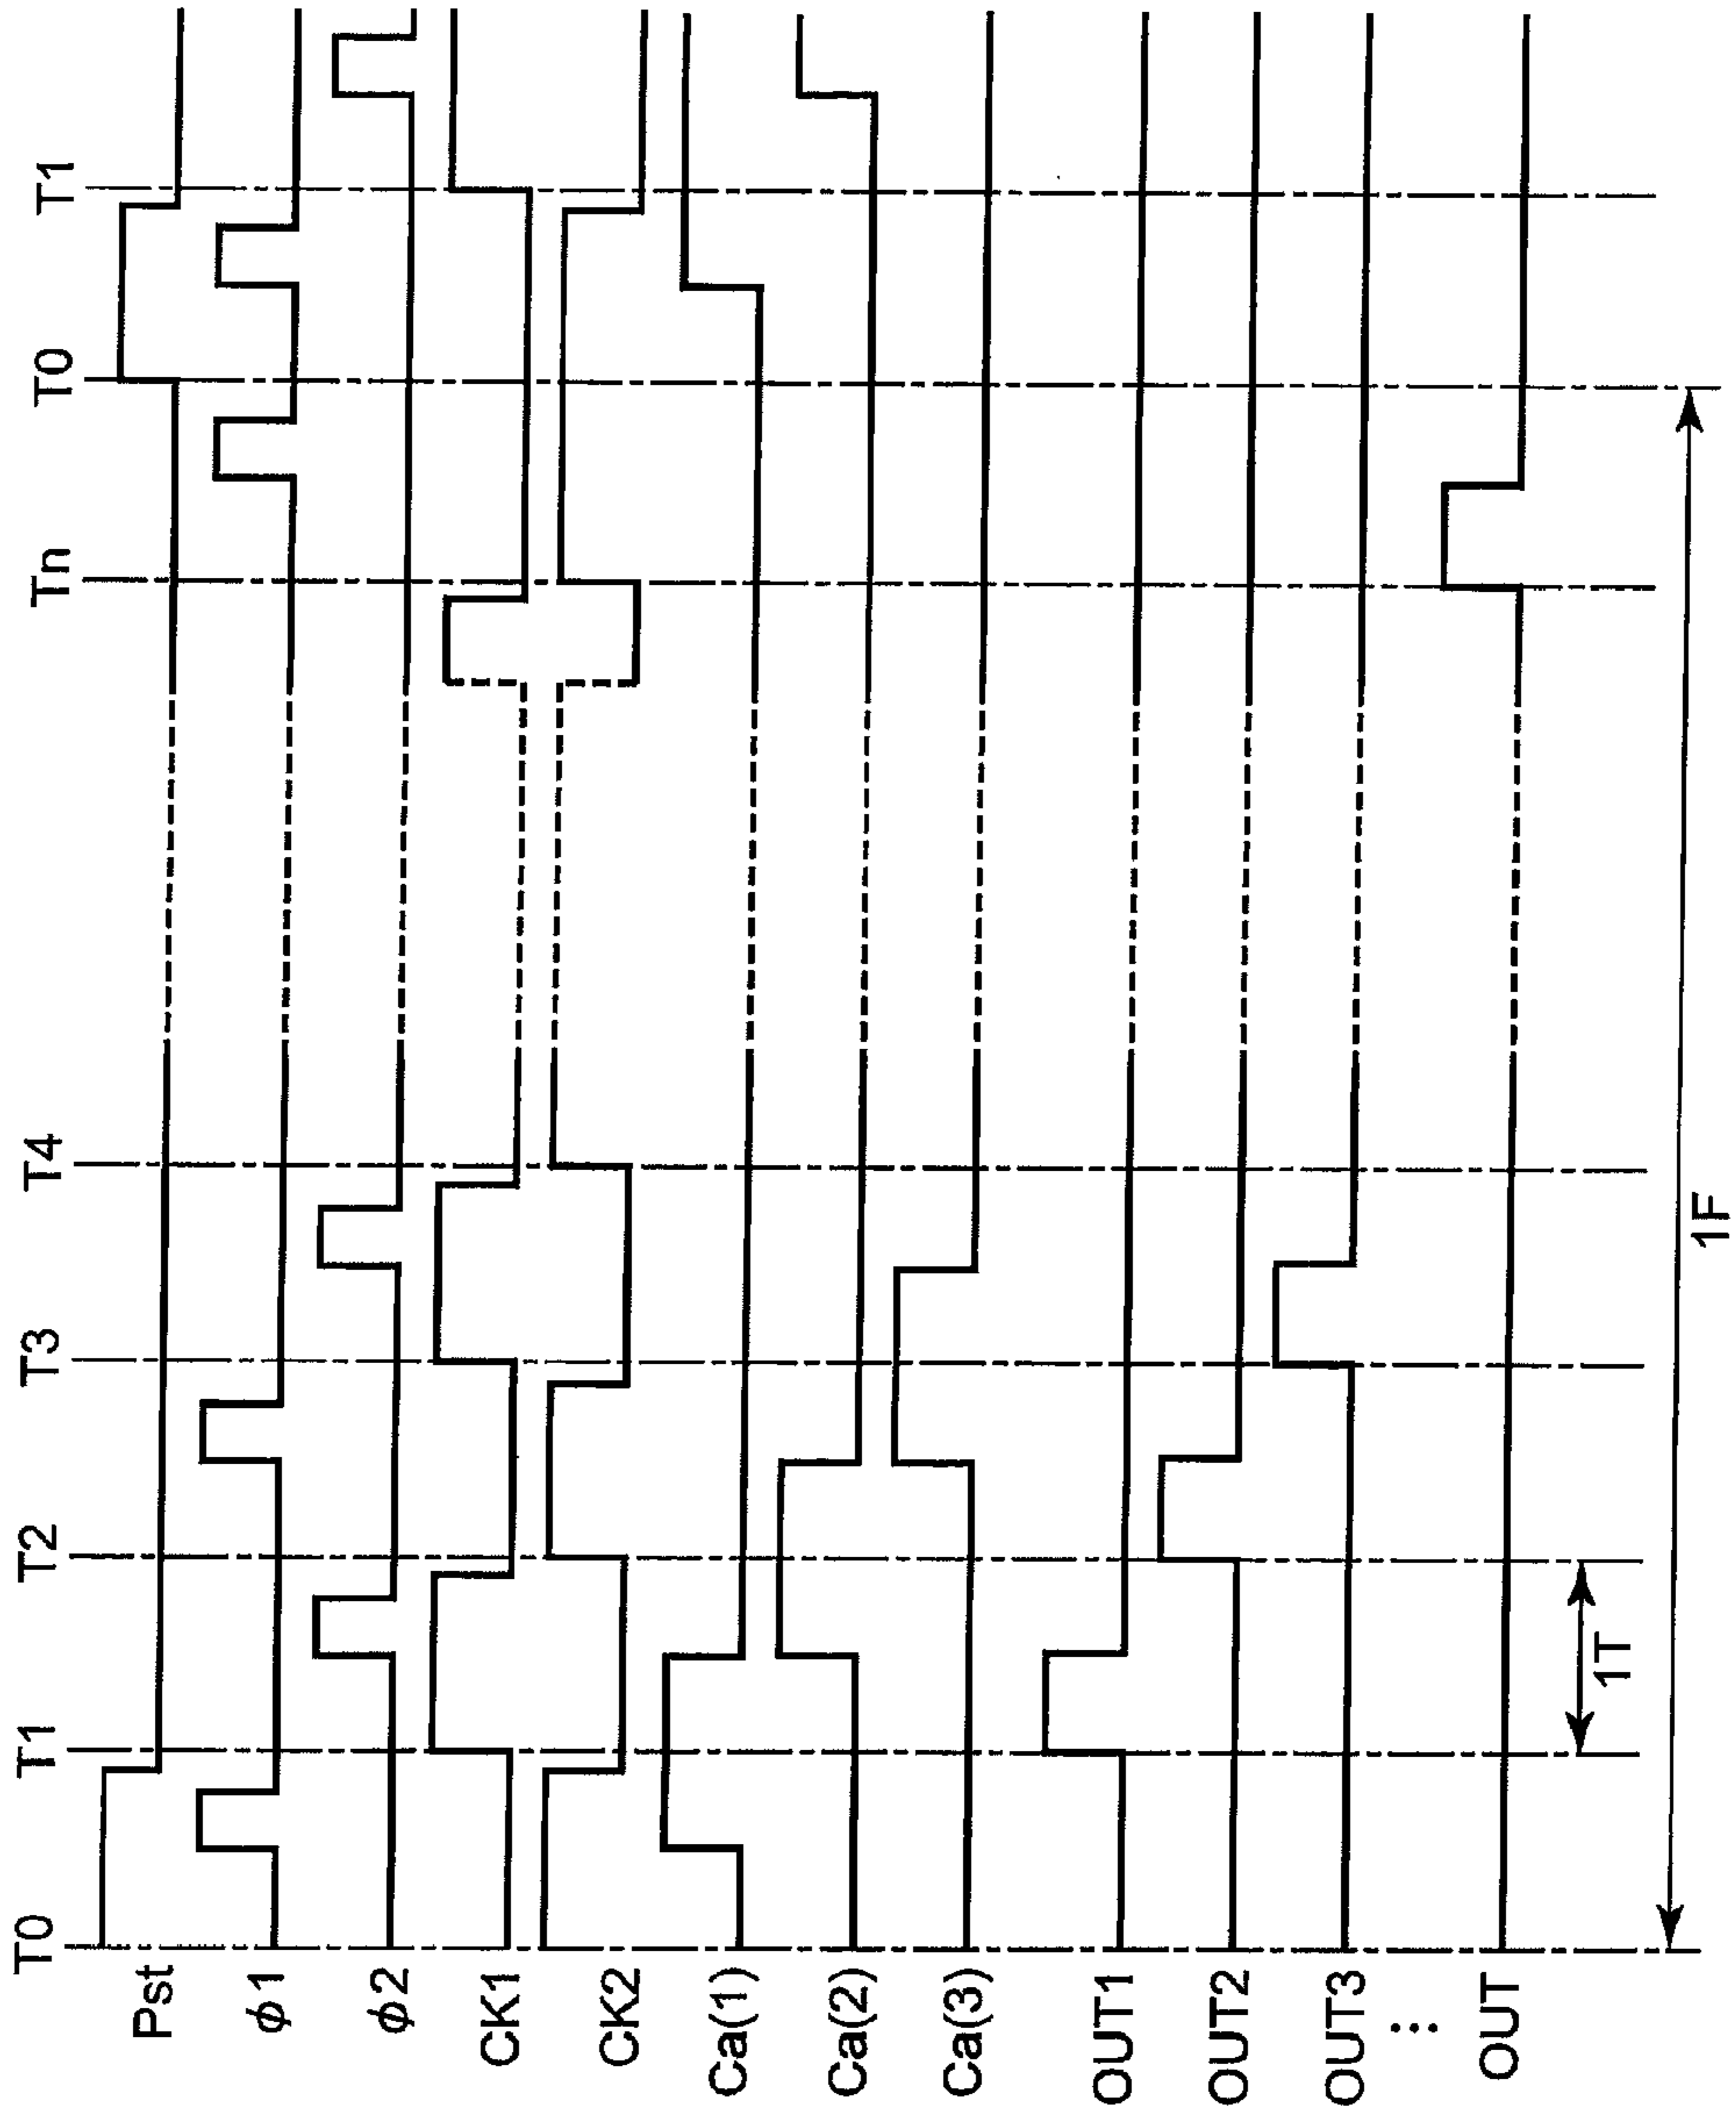 T0 T1 T2 T3 T4 Tn T0 T1
Pst
ϕ1
ϕ2
CK1
CK2
Ca(1)
Ca(2)
Ca(3)
OUT1
OUT2
OUT3
⋮
OUT
1T
1F